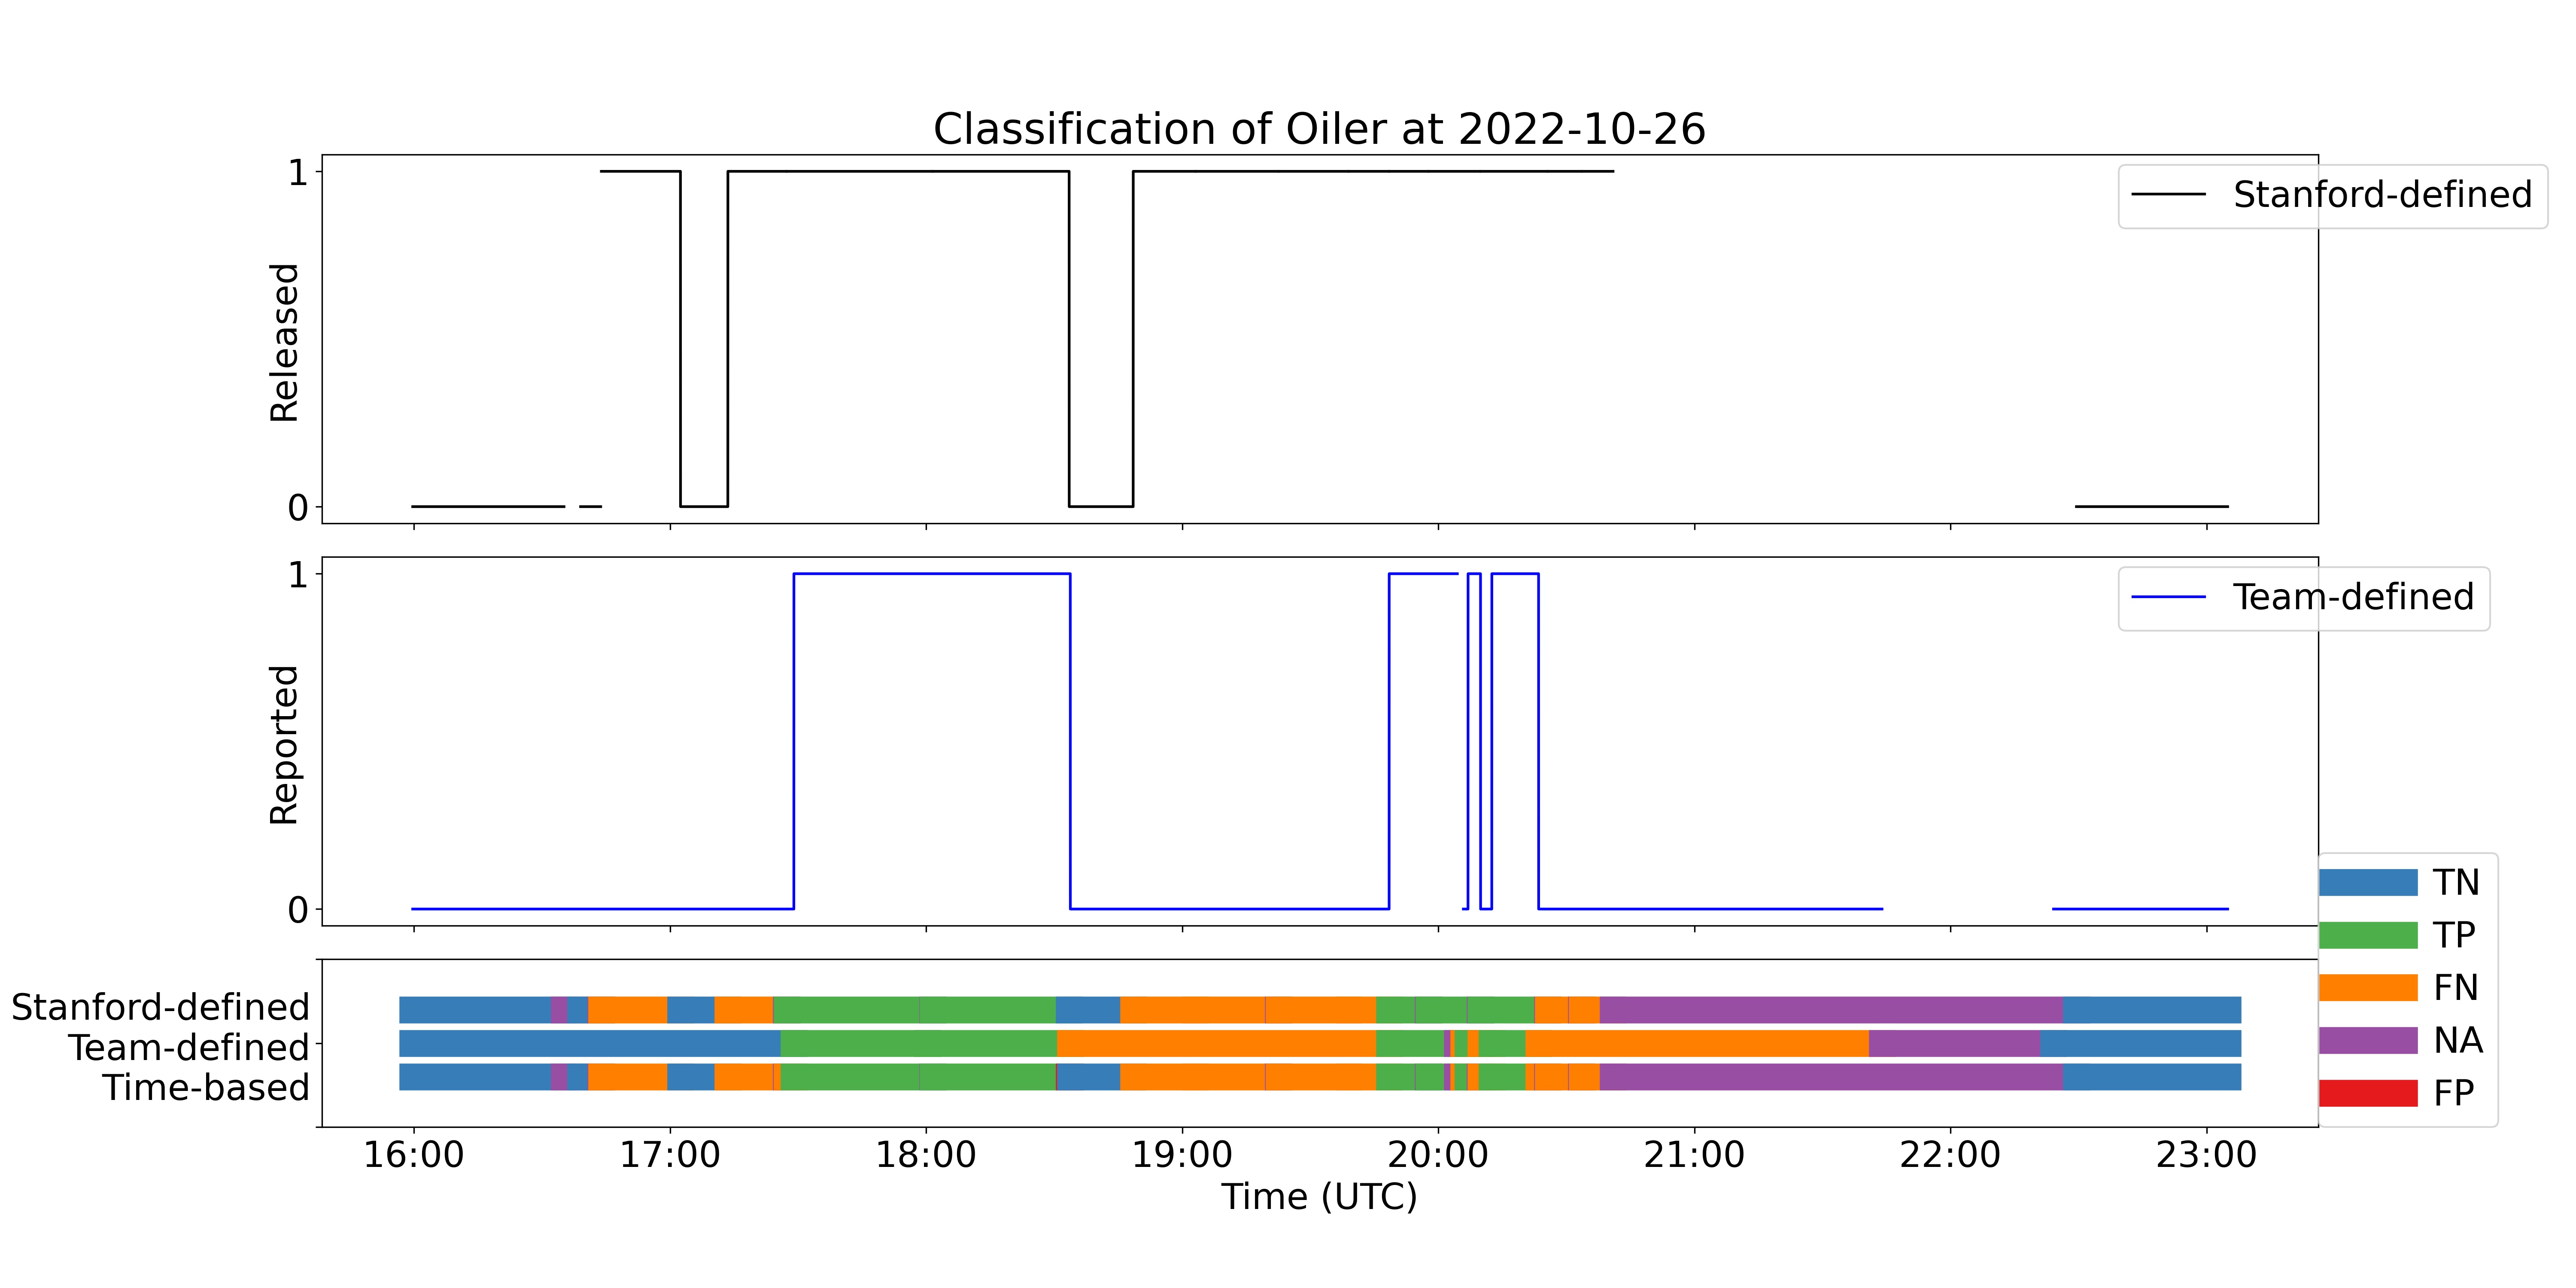 Classification of Oiler at 2022-10-26
1
Released
0
Stanford-defined
1
Reported
0
Team-defined
TN
TP
FN
NA
FP
Stanford-defined
Team-defined
Time-based
16:00 17:00 18:00 19:00 20:00 21:00 22:00 23:00
Time (UTC)